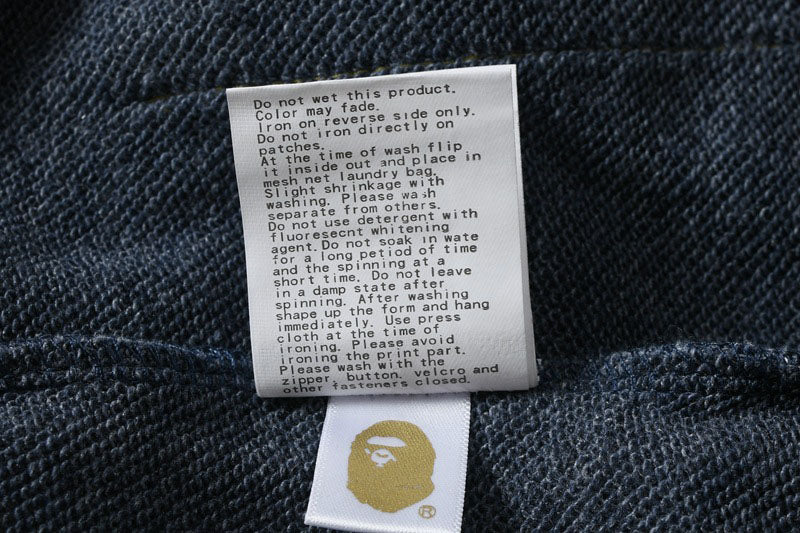 Do not wet this product.
Color may fade.
Iron on reverse side only.
Do not iron directly on
patches.
At the time of wash flip
it inside out and place in
mesh net laundry bag.
Slight shrinkage with
washing. Please wash
separate from others.
Do not use detergent with
fluoresecnt whitening
agent. Do not soak in wate
for a long petiod of time
and the spinning at a
short time. Do not leave
in a damp state after
spinning. After washing
shape up the form and hang
immediately. Use press
cloth at the time of
ironing. Please avoid
ironing the print part.
Please wash with the
zipper, button. velcro and
other fasteners closed.
®